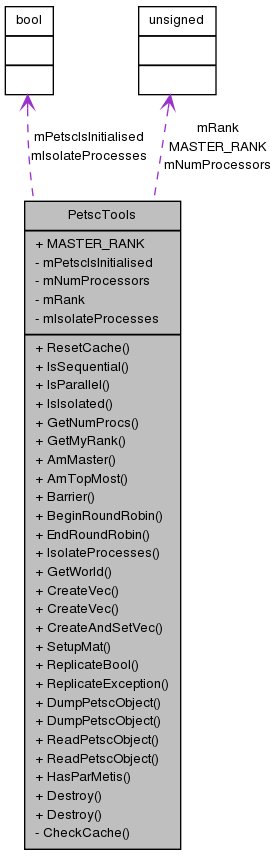 bool
unsigned
mPetscIsInitialised
mIsolateProcesses
mRank
MASTER_RANK
mNumProcessors
PetscTools
+ MASTER_RANK
- mPetscIsInitialised
- mNumProcessors
- mRank
- mIsolateProcesses
+ ResetCache()
+ IsSequential()
+ IsParallel()
+ IsIsolated()
+ GetNumProcs()
+ GetMyRank()
+ AmMaster()
+ AmTopMost()
+ Barrier()
+ BeginRoundRobin()
+ EndRoundRobin()
+ IsolateProcesses()
+ GetWorld()
+ CreateVec()
+ CreateVec()
+ CreateAndSetVec()
+ SetupMat()
+ ReplicateBool()
+ ReplicateException()
+ DumpPetscObject()
+ DumpPetscObject()
+ ReadPetscObject()
+ ReadPetscObject()
+ HasParMetis()
+ Destroy()
+ Destroy()
- CheckCache()